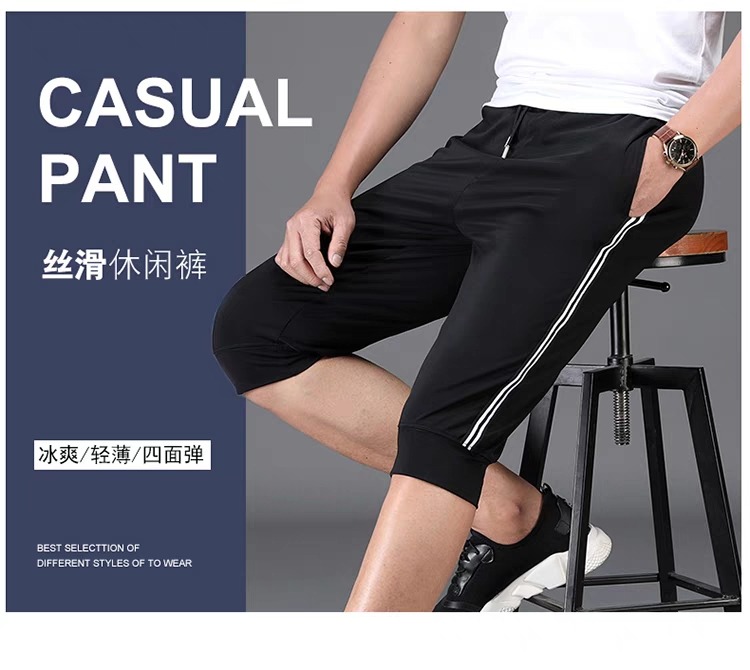 CASUAL
PANT
丝滑休闲裤
冰爽/轻薄/四面弹
BEST SELECTTION OF
DIFFERENT STYLES OF TO WEAR